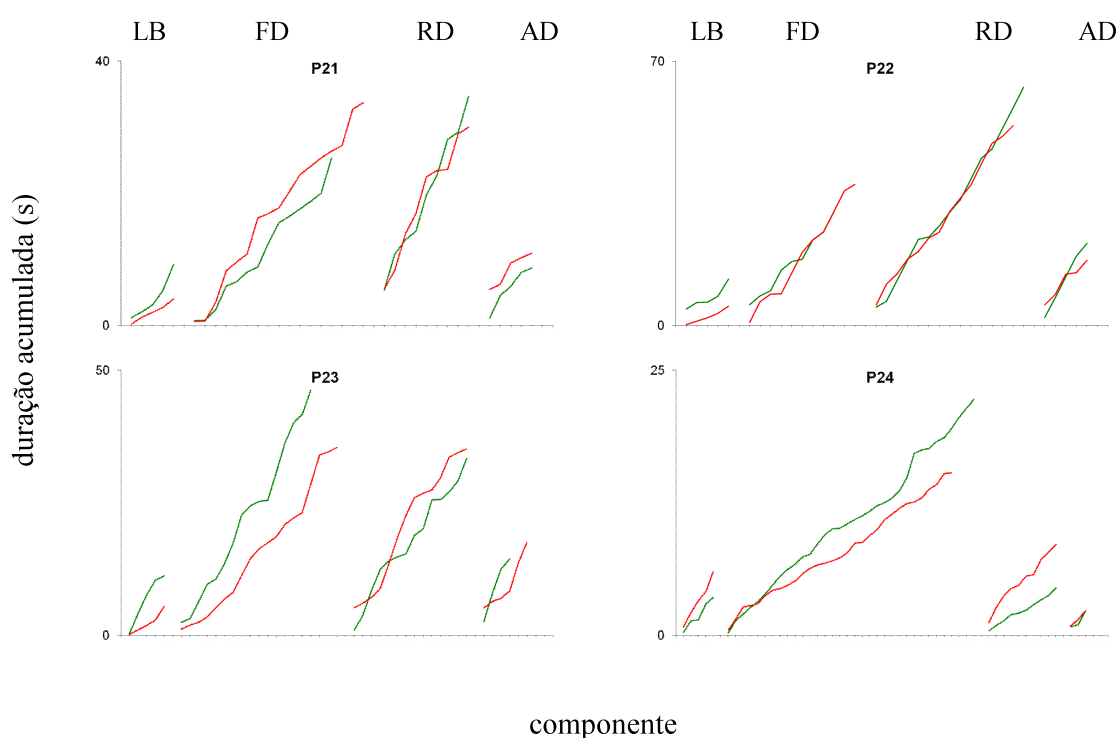 LB FD RD AD LB FD RD AD
40 P21 70 P22
0 0
50 P23 25 P24
0 0
duração acumulada (s)
componente